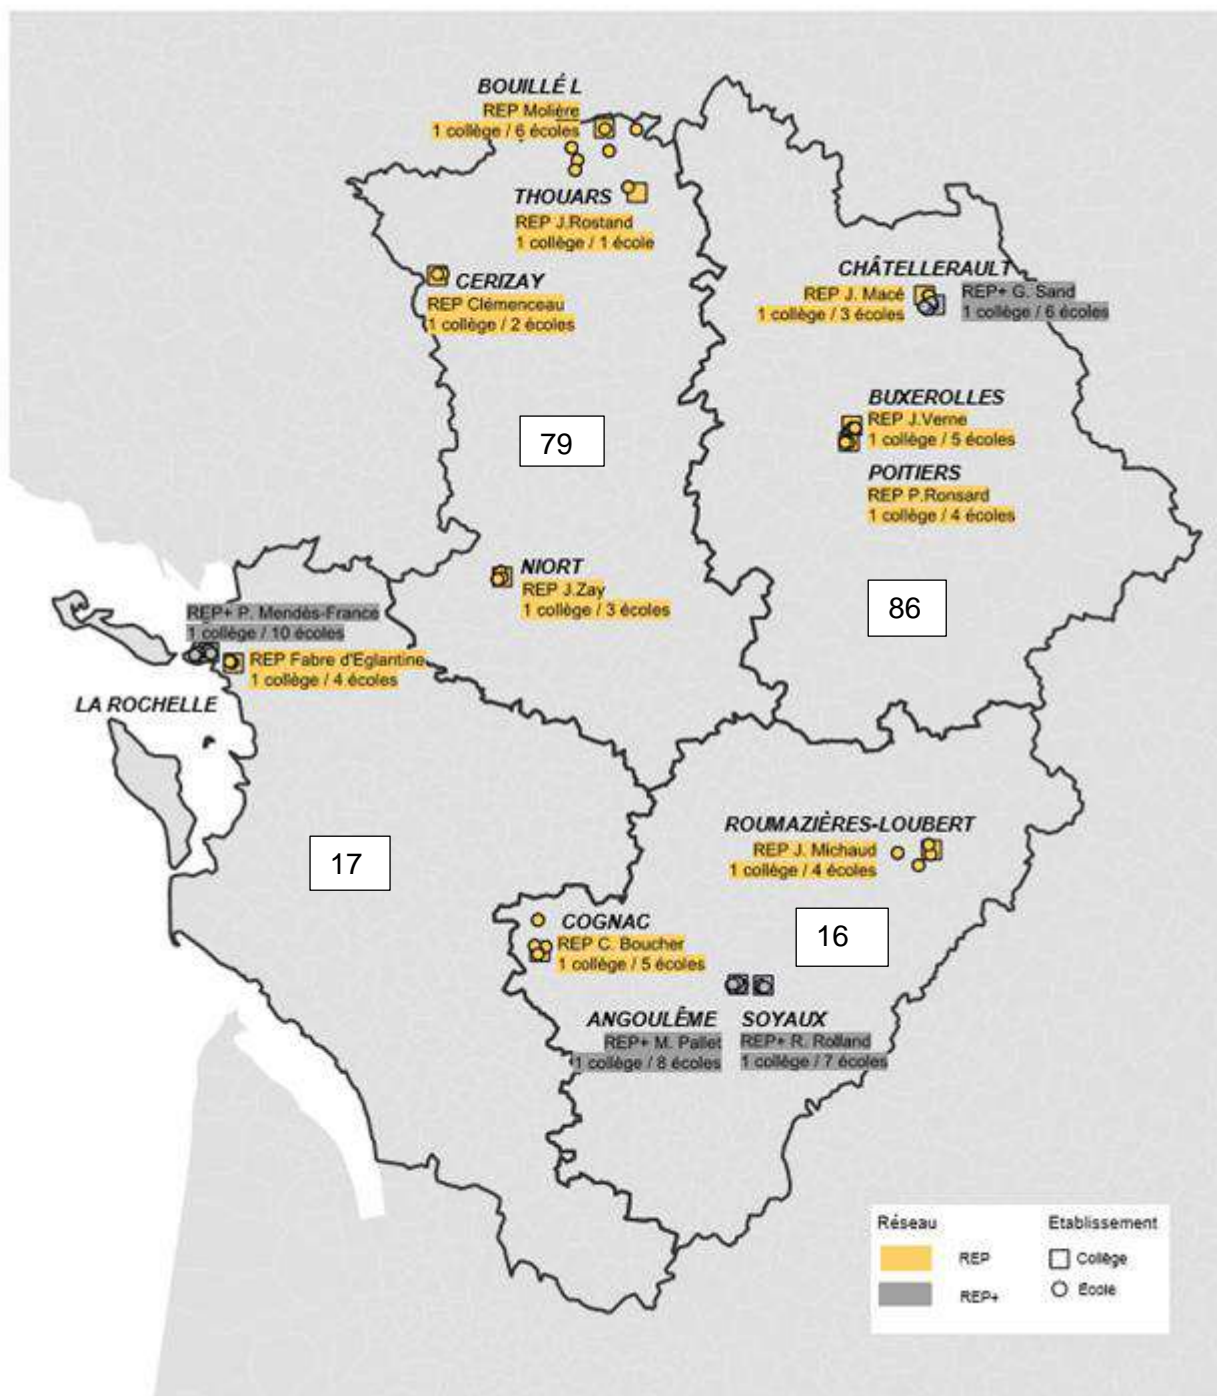 BOUILLÉ L
REP Molière
1 collège / 6 écoles
THOUARS
REP J.Rostand
1 collège / 1 école
CERIZAY
REP Clémenceau
1 collège / 2 écoles
CHÂTELLERAULT
REP J. Macé
1 collège / 3 écoles
REP+ G. Sand
1 collège / 6 écoles
BUXEROLLES
REP J.Verne
1 collège / 5 écoles
79
POITIERS
REP P.Ronsard
1 collège / 4 écoles
NIORT
REP J.Zay
1 collège / 3 écoles
86
REP+ P. Mendès-France
1 collège / 10 écoles
REP Fabre d'Eglantine
1 collège / 4 écoles
LA ROCHELLE
ROUMAZIÈRES-LOUBERT
REP J. Michaud
1 collège / 4 écoles
17
COGNAC
REP C. Boucher
1 collège / 5 écoles
16
ANGOULÊME
REP+ M. Pallet
1 collège / 8 écoles
SOYAUX
REP+ R. Rolland
1 collège / 7 écoles
Réseau
REP
REP+
Etablissement
Collège
École